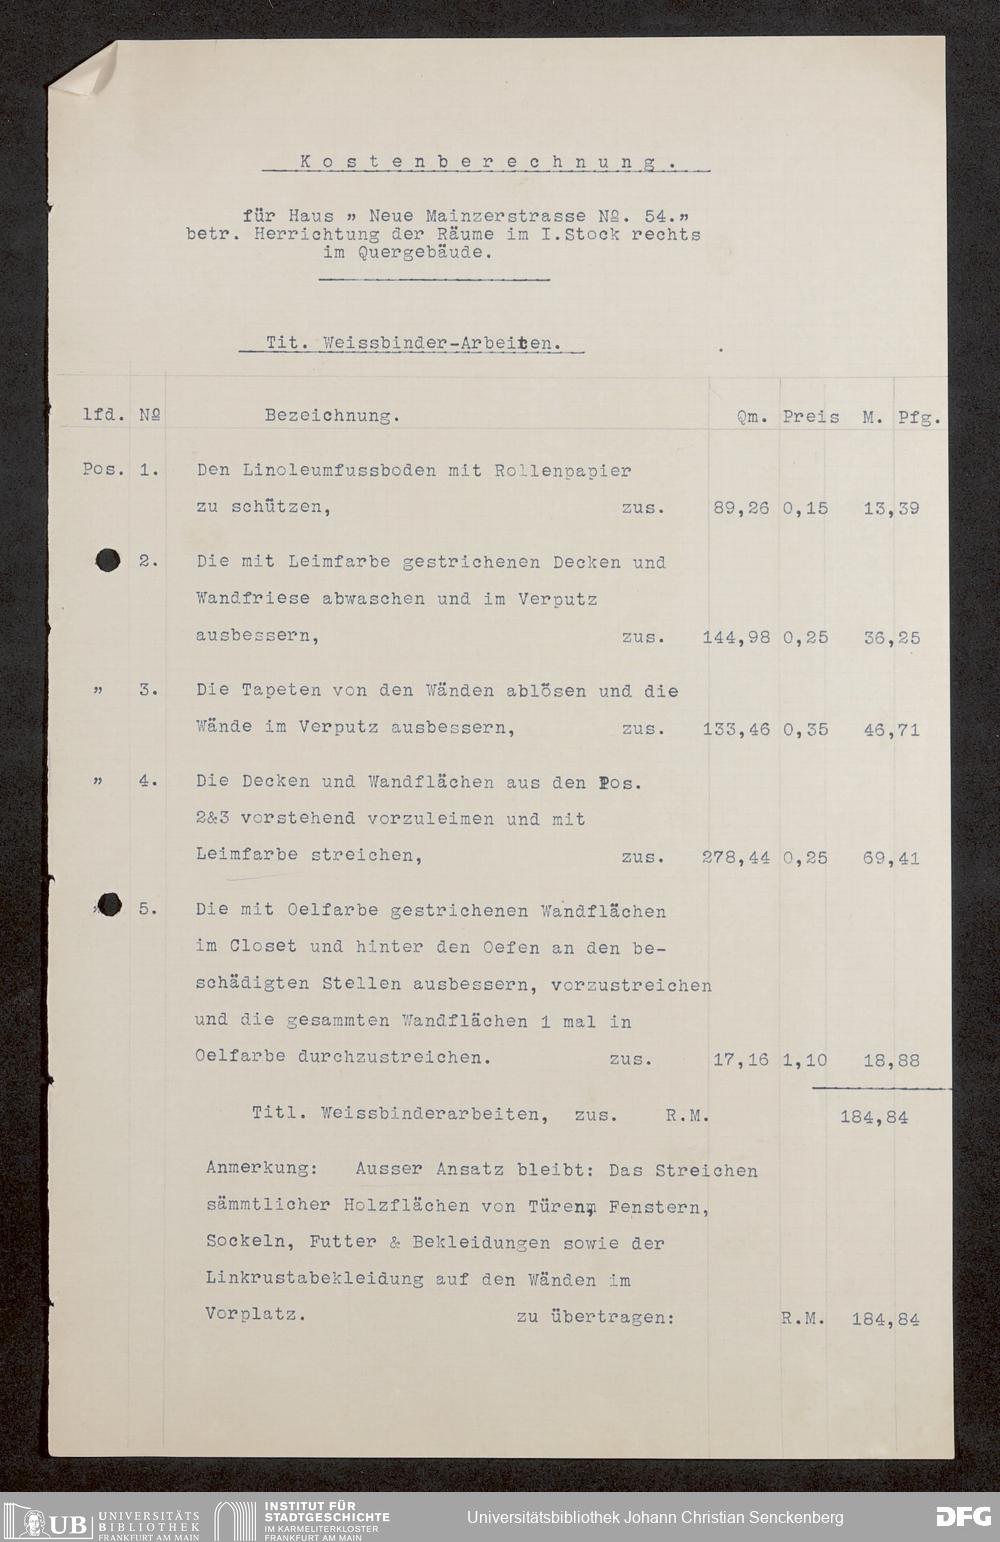 Kostenberechnung.
für Haus " Neue Mainzerstrasse №. 54."
betr. Herrichtung der Räume im I.Stock rechts
im Quergebäude.
Tit. Weissbinder-Arbeiten.
lfd. № Bezeichnung. Qm. Preis M. Pfg.
Pos. 1. Den Linoleumfussboden mit Rollenpapier
zu schützen, zus. 89,26 0,15 13,39
2. Die mit Leimfarbe gestrichenen Decken und
Wandfriese abwaschen und im Verputz
ausbessern, zus. 144,98 0,25 36,25
" 3. Die Tapeten von den Wänden ablösen und die
Wände im Verputz ausbessern, zus. 133,46 0,35 46,71
" 4. Die Decken und Wandflächen aus den Pos.
2&3 vorstehend vorzuleimen und mit
Leimfarbe streichen, zus. 278,44 0,25 69,41
" 5. Die mit Oelfarbe gestrichenen Wandflächen
im Closet und hinter den Oefen an den be-
schädigten Stellen ausbessern, vorzustreichen
und die gesammten Wandflächen 1 mal in
Oelfarbe durchzustreichen. zus. 17,16 1,10 18,88
Titl. Weissbinderarbeiten, zus. R.M. 184,84
Anmerkung: Ausser Ansatz bleibt: Das Streichen
sämmtlicher Holzflächen von Türen, Fenstern,
Sockeln, Futter & Bekleidungen sowie der
Linkrustabekleidung auf den Wänden im
Vorplatz. zu übertragen: R.M. 184,84
UB UNIVERSITÄTS
BIBLIOTHEK
FRANKFURT AM MAIN
INSTITUT FÜR
STADTGESCHICHTE
IM KARMELITERKLOSTER
FRANKFURT AM MAIN
Universitätsbibliothek Johann Christian Senckenberg
DFG